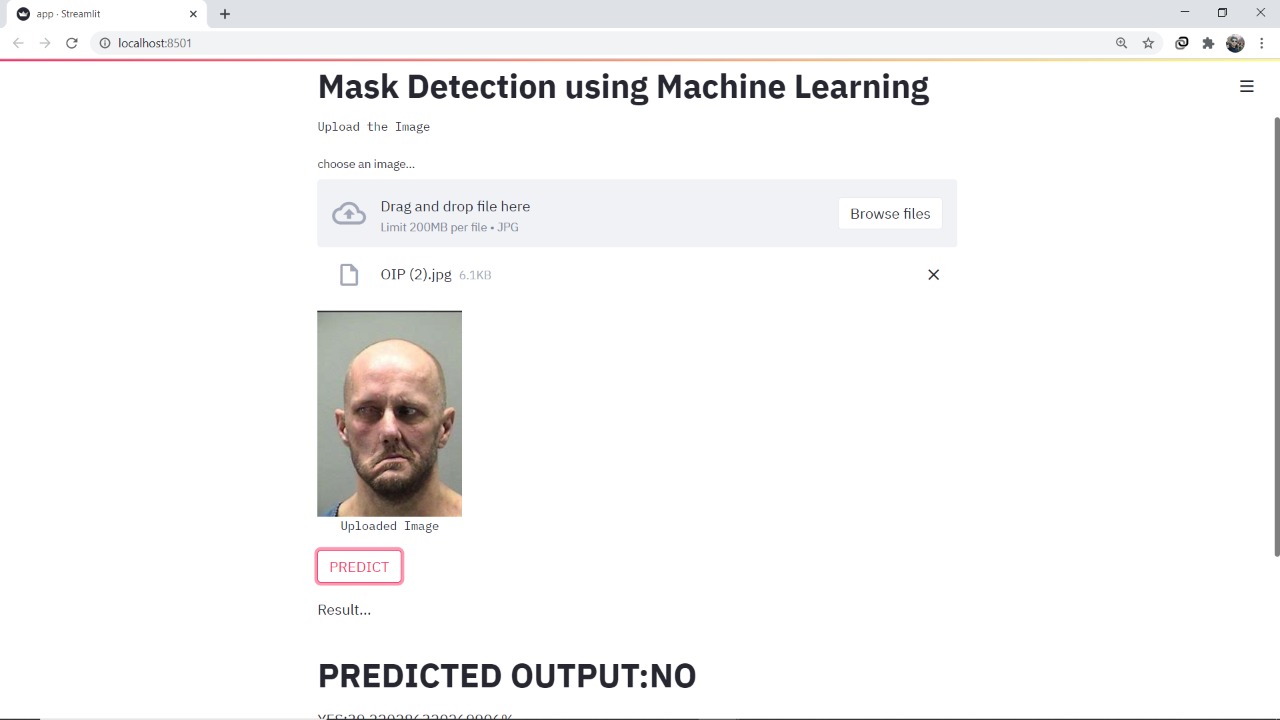 app · Streamlit
localhost:8501
Mask Detection using Machine Learning
Upload the Image
choose an image...
Drag and drop file here
Limit 200MB per file • JPG
Browse files
OIP (2).jpg 6.1KB
Uploaded Image
PREDICT
Result...
PREDICTED OUTPUT:NO